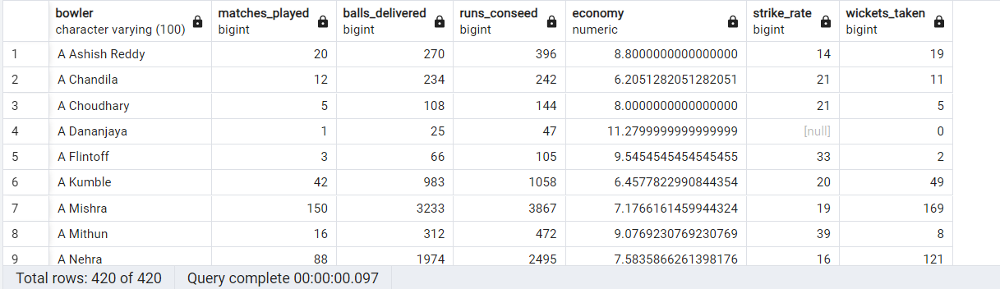 bowler matches_played balls_delivered runs_conseed economy strike_rate wickets_taken
character varying (100) bigint bigint bigint numeric bigint bigint
1 A Ashish Reddy 20 270 396 8.8000000000000000 14 19
2 A Chandila 12 234 242 6.2051282051282051 21 11
3 A Choudhary 5 108 144 8.0000000000000000 21 5
4 A Dananjaya 1 25 47 11.2799999999999999 [null] 0
5 A Flintoff 3 66 105 9.5454545454545455 33 2
6 A Kumble 42 983 1058 6.4577822990844354 20 49
7 A Mishra 150 3233 3867 7.1766161459944324 19 169
8 A Mithun 16 312 472 9.0769230769230769 39 8
9 A Nehra 88 1974 2495 7.5835866261398176 16 121
Total rows: 420 of 420 Query complete 00:00:00.097